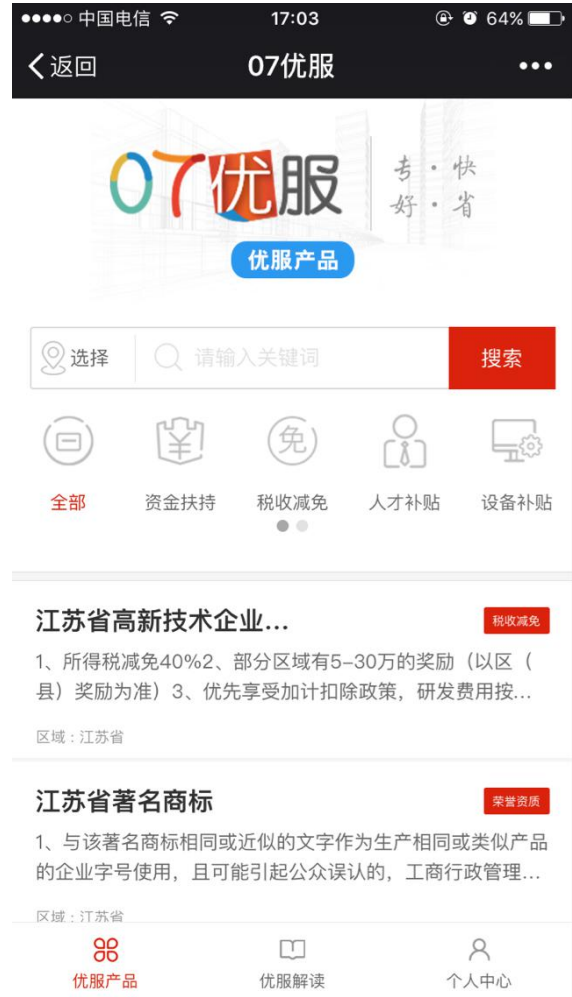 中国电信 17:03 64%
返回 07优服
07优服 专·快
好·省
优服产品
选择 请输入关键词 搜索
免
全部 资金扶持 税收减免 人才补贴 设备补贴
江苏省高新技术企业... 税收减免
1、所得税减免40%2、部分区域有5-30万的奖励（以区（
县）奖励为准）3、优先享受加计扣除政策，研发费用按...
区域：江苏省
江苏省著名商标 荣誉资质
1、与该著名商标相同或近似的文字作为生产相同或类似产品
的企业字号使用，且可能引起公众误认的，工商行政管理...
区域：江苏省
优服产品 优服解读 个人中心